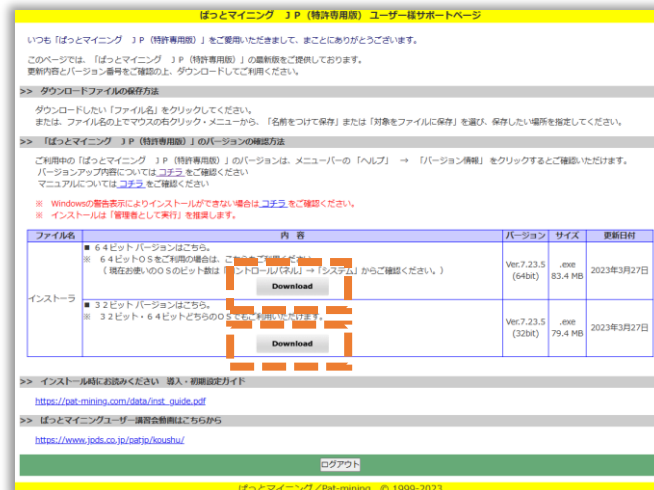 ぱっとマイニング JP(特許専用版) ユーザー様サポートページ
いつも「ぱっとマイニング JP(特許専用版)」をご愛用いただきまして、まことにありがとうございます。
このページでは、「ぱっとマイニング JP(特許専用版)」の最新版をご提供しております。
更新内容とバージョン番号をご確認の上、ダウンロードしてご利用ください。
>> ダウンロードファイルの保存方法
ダウンロードしたい「ファイル名」をクリックしてください。
または、ファイル名の上でマウスの右クリック・メニューから、「名前をつけて保存」または「対象をファイルに保存」を選び、保存したい場所を指定してください。
>> 「ぱっとマイニング JP(特許専用版)」のバージョンの確認方法
ご利用中の「ぱっとマイニング JP(特許専用版)」のバージョンは、メニューバーの「ヘルプ」 → 「バージョン情報」 をクリックするとご確認いただけます。
バージョンアップ内容については コチラ をご確認ください
マニュアルについては コチラ をご確認ください
※ Windowsの警告表示によりインストールができない場合は コチラ をご確認ください。
※ インストールは「管理者として実行」を推奨します。
ファイル名 内 容 バージョン サイズ 更新日付
インストーラ
■ 64ビット バージョンはこちら。
※ 64ビットOSをご利用の場合は、こちらをご利用ください
(現在お使いのOSのビット数は「コントロールパネル」→「システム」からご確認ください。)
Download
Ver.7.23.5 (64bit) .exe 83.4 MB 2023年3月27日
■ 32ビット バージョンはこちら。
※ 32ビット・64ビットどちらのOSでもご利用いただけます。
Download
Ver.7.23.5 (32bit) .exe 79.4 MB 2023年3月27日
>> インストール時にお読みください 導入・初期設定ガイド
https://pat-mining.com/data/inst_guide.pdf
>> ぱっとマイニングユーザー講習会動画はこちらから
https://www.jpds.co.jp/patjp/koushu/
ログアウト
ぱっとマイニング/Pat-mining © 1999-2023